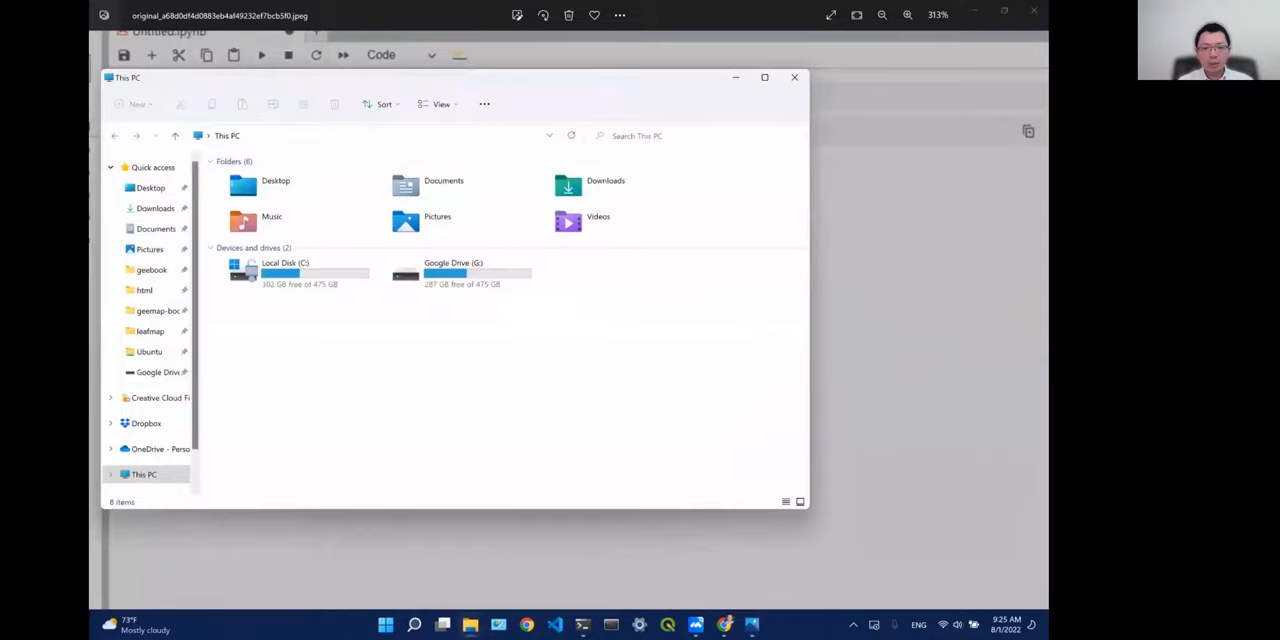 original_a68d0df4d0883eb4af49232ef7bcb5f0.jpeg
313%
Untitled.ipynb
Code
This PC
New
Sort
View
This PC
Search This PC
Quick access
Desktop
Downloads
Documents
Pictures
geebook
html
geemap-boo
leafmap
Ubuntu
Google Drive
Creative Cloud Fi
Dropbox
OneDrive - Perso
This PC
Folders (6)
Desktop
Documents
Downloads
Music
Pictures
Videos
Devices and drives (2)
Local Disk (C:)
302 GB free of 475 GB
Google Drive (G:)
287 GB free of 475 GB
8 items
73°F
Mostly cloudy
ENG
9:25 AM
8/1/2022